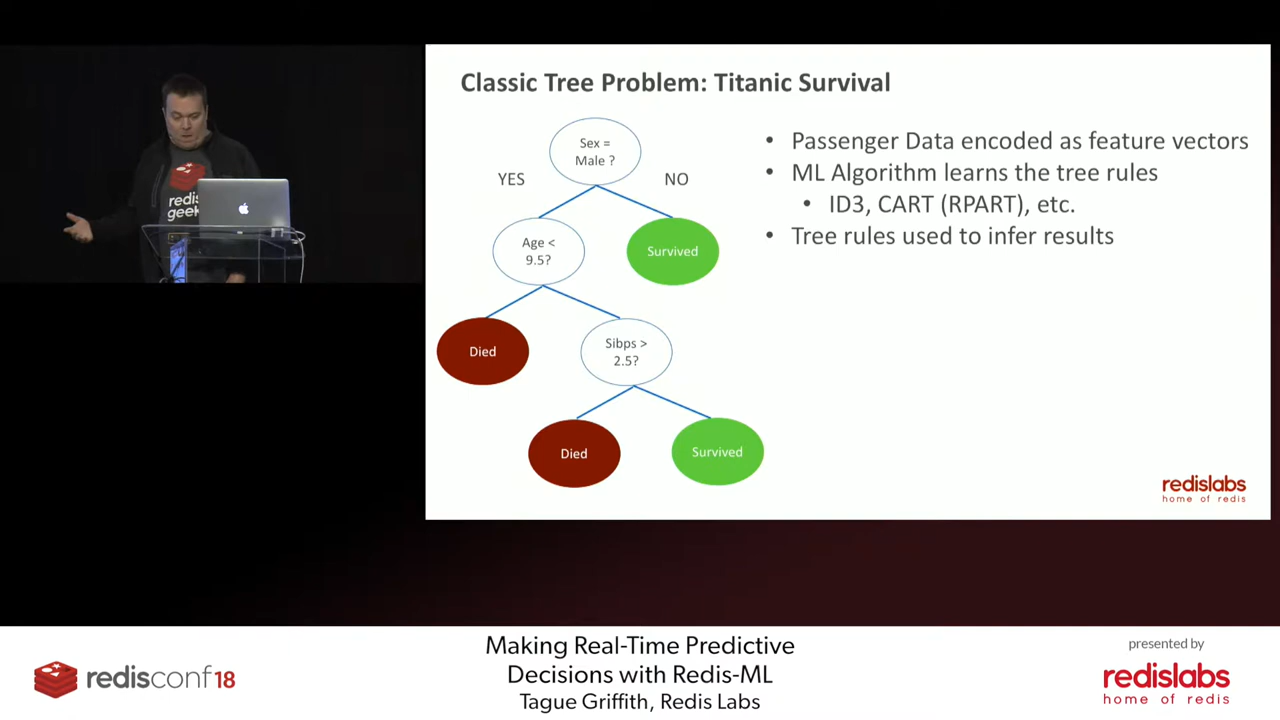 Classic Tree Problem: Titanic Survival
Sex =
Male ?
YES
NO
Age <
9.5?
Survived
Died
Sibps >
2.5?
Died
Survived
• Passenger Data encoded as feature vectors
• ML Algorithm learns the tree rules
• ID3, CART (RPART), etc.
• Tree rules used to infer results
redislabs
home of redis
redis
geek
redisconf18
Making Real-Time Predictive
Decisions with Redis-ML
Tague Griffith, Redis Labs
presented by
redislabs
home of redis